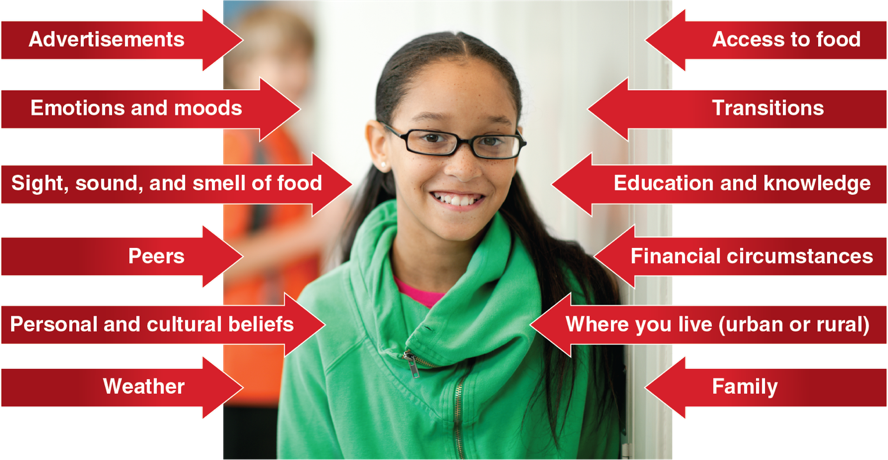 Advertisements
Emotions and moods
Sight, sound, and smell of food
Peers
Personal and cultural beliefs
Weather
Access to food
Transitions
Education and knowledge
Financial circumstances
Where you live (urban or rural)
Family